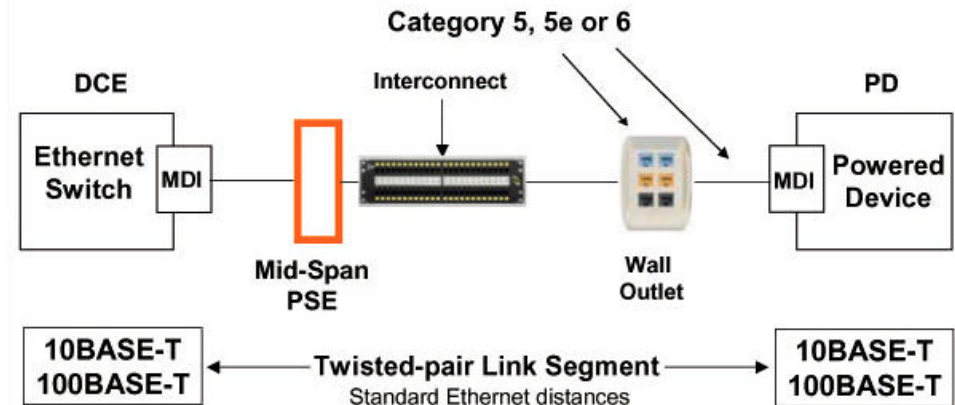 Category 5, 5e or 6
DCE
Interconnect
PD
Ethernet
Switch
MDI
MDI
Powered
Device
Mid-Span
PSE
Wall
Outlet
10BASE-T
100BASE-T
Twisted-pair Link Segment
Standard Ethernet distances
10BASE-T
100BASE-T